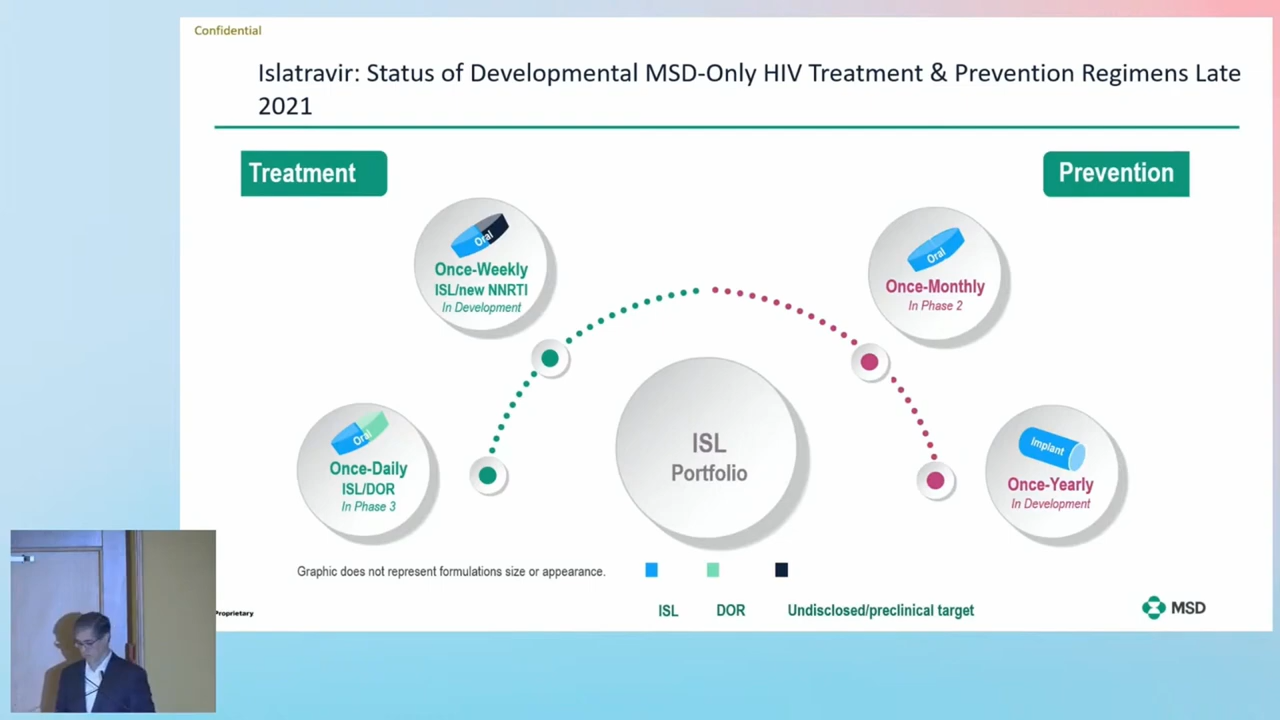 Confidential
Islatravir: Status of Developmental MSD-Only HIV Treatment & Prevention Regimens Late
2021
Treatment
Prevention
Oral
Once-Weekly
ISL/new NNRTI
In Development
Oral
Once-Monthly
In Phase 2
Oral
Once-Daily
ISL/DOR
In Phase 3
ISL
Portfolio
Implant
Once-Yearly
In Development
Graphic does not represent formulations size or appearance.
ISL
DOR
Undisclosed/preclinical target
Proprietary
MSD